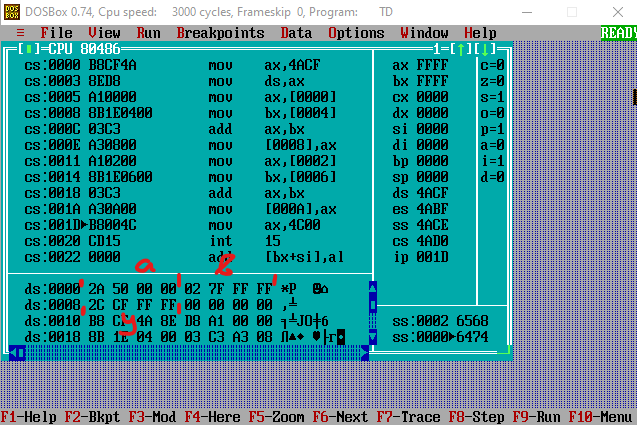 DOSBox 0.74, Cpu speed: 3000 cycles, Frameskip 0, Program: TD
≡ File View Run Breakpoints Data Options Window Help READY
[▮]=CPU 80486 1=[↑][↓]
cs:0000 B8CF4A mov ax,4ACF ax FFFF c=0
cs:0003 8ED8 mov ds,ax bx FFFF z=0
cs:0005 A10000 mov ax,[0000] cx 0000 s=1
cs:0008 8B1E0400 mov bx,[0004] dx 0000 o=0
cs:000C 03C3 add ax,bx si 0000 p=1
cs:000E A30800 mov [0008],ax di 0000 a=0
cs:0011 A10200 mov ax,[0002] bp 0000 i=1
cs:0014 8B1E0600 mov bx,[0006] sp 0000 d=0
cs:0018 03C3 add ax,bx ds 4ACF
cs:001A A30A00 mov [000A],ax es 4ABF
cs:001D►B8004C mov ax,4C00 ss 4ACE
cs:0020 CD15 int 15 cs 4AD0
cs:0022 0000 add [bx+si],al ip 001D
a
ds:0000 2A 50 00 00 02 7F FF FF *P ☻⌂
ds:0008 2C CF FF FF 00 00 00 00 ,╧
y
ds:0010 B8 CF 4A 8E D8 A1 00 00 ╕╧JÄ╪í ss:0002 6568
ds:0018 8B 1E 04 00 03 C3 A3 08 ss:0000►6474
F1-Help F2-Bkpt F3-Mod F4-Here F5-Zoom F6-Next F7-Trace F8-Step F9-Run F10-Menu